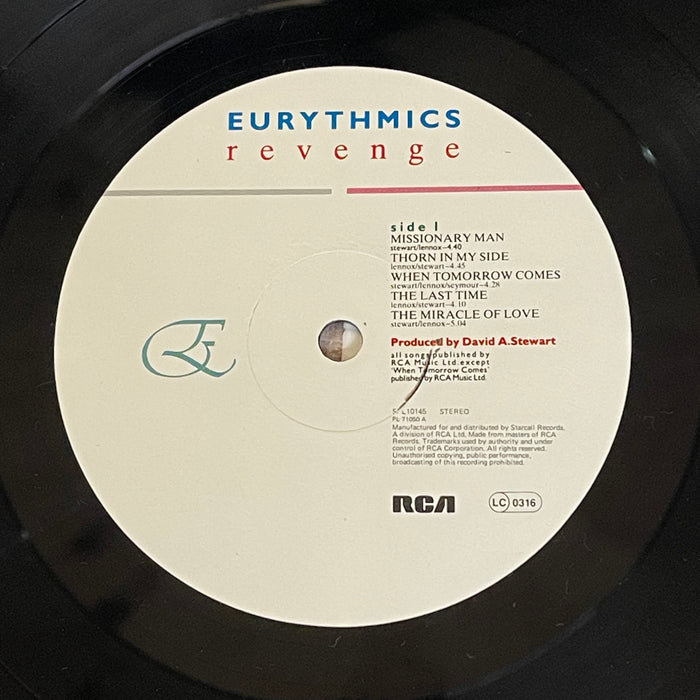 EURYTHMICS
revenge
side 1
MISSIONARY MAN
stewart/lennox–4.40
THORN IN MY SIDE
lennox/stewart–4.45
WHEN TOMORROW COMES
stewart/lennox/seymour–4.28
THE LAST TIME
lennox/stewart–4.10
THE MIRACLE OF LOVE
stewart/lennox–5.04
Produced by David A.Stewart
all songs published by
RCA Music Ltd.except
'When Tomorrow Comes'
published by RCA Music Ltd.
L10145 STEREO
PL 71050 A
Manufactured for and distributed by Starcall Records,
A division of RCA Ltd, Made from masters of RCA
Records, Trademarks used by authority and under
control of RCA Corporation, All rights reserved.
Unauthorised copying, public performance,
broadcasting of this recording prohibited.
RCA
LC 0316